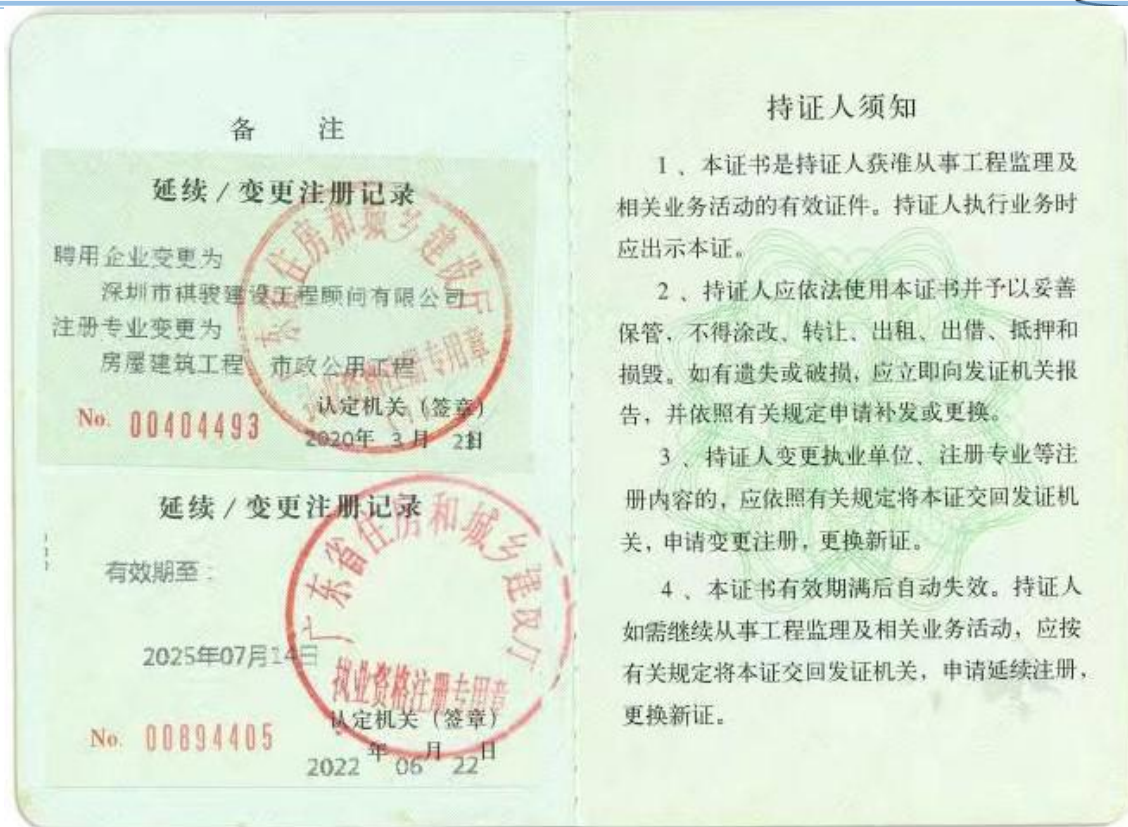 备 注
延续 / 变更注册记录
聘用企业变更为
深圳市祺骏建设工程顾问有限公司
注册专业变更为
房屋建筑工程 市政公用工程
认定机关 (签章)
No. 00404493
2020年 3月 2日
广东省住房和城乡建设厅
延续 / 变更注册记录
有效期至：
2025年07月14日
广东省住房和城乡建设厅
执业资格注册专用章
认定机关 (签章)
No. 00894405
年 月 日
2022 06 22
持证人须知
1 、本证书是持证人获准从事工程监理及
相关业务活动的有效证件。持证人执行业务时
应出示本证。
2 、持证人应依法使用本证书并予以妥善
保管，不得涂改、转让、出租、出借、抵押和
损毁。如有遗失或破损，应立即向发证机关报
告，并依照有关规定申请补发或更换。
3 、持证人变更执业单位、注册专业等注
册内容的，应依照有关规定将本证交回发证机
关，申请变更注册，更换新证。
4 、本证书有效期满后自动失效。持证人
如需继续从事工程监理及相关业务活动，应按
有关规定将本证交回发证机关，申请延续注册，
更换新证。